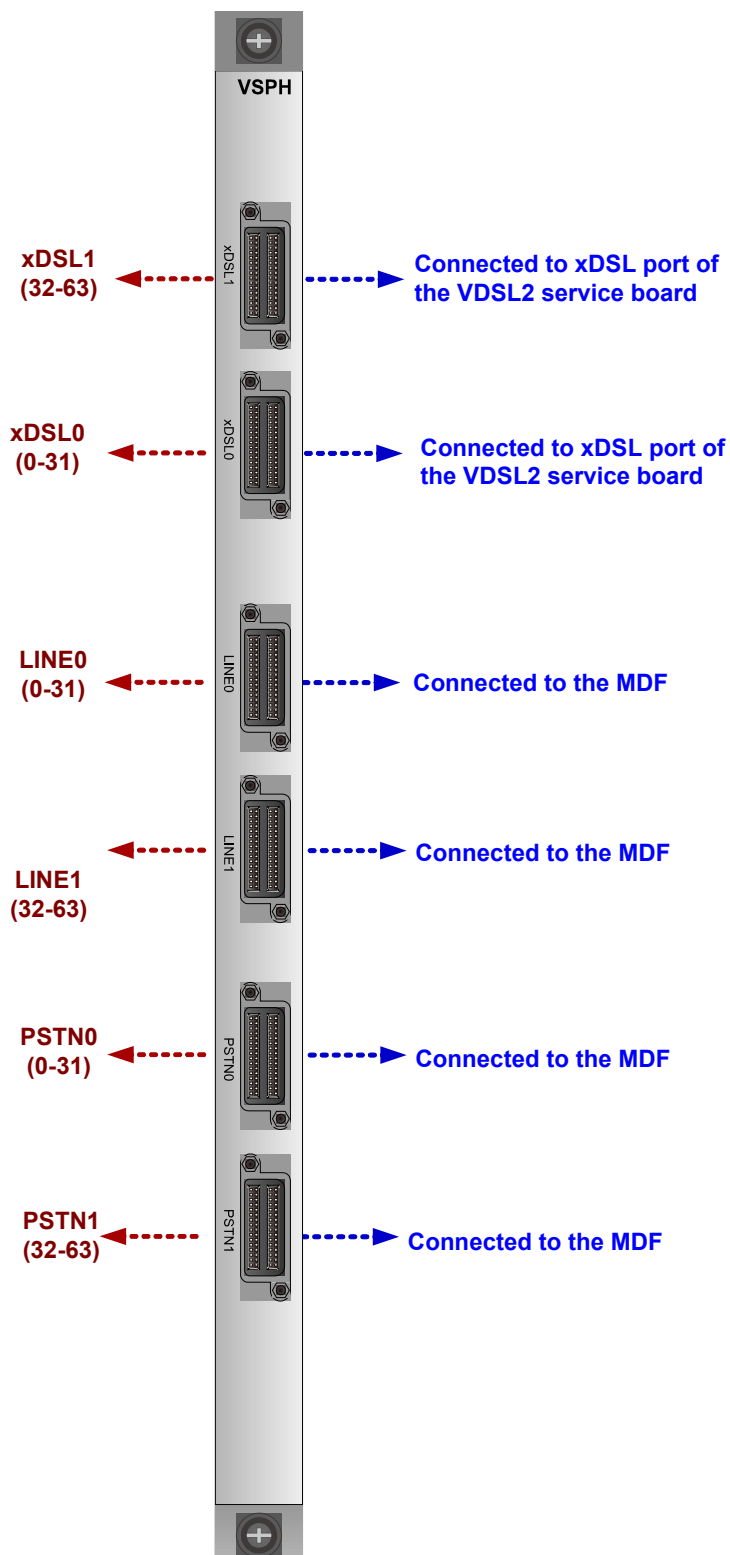 VSPH
xDSL1
(32-63)
xDSL1
Connected to xDSL port of
the VDSL2 service board
xDSL0
(0-31)
xDSL0
Connected to xDSL port of
the VDSL2 service board
LINE0
(0-31)
LINE0
Connected to the MDF
LINE1
(32-63)
LINE1
Connected to the MDF
PSTN0
(0-31)
PSTN0
Connected to the MDF
PSTN1
(32-63)
PSTN1
Connected to the MDF